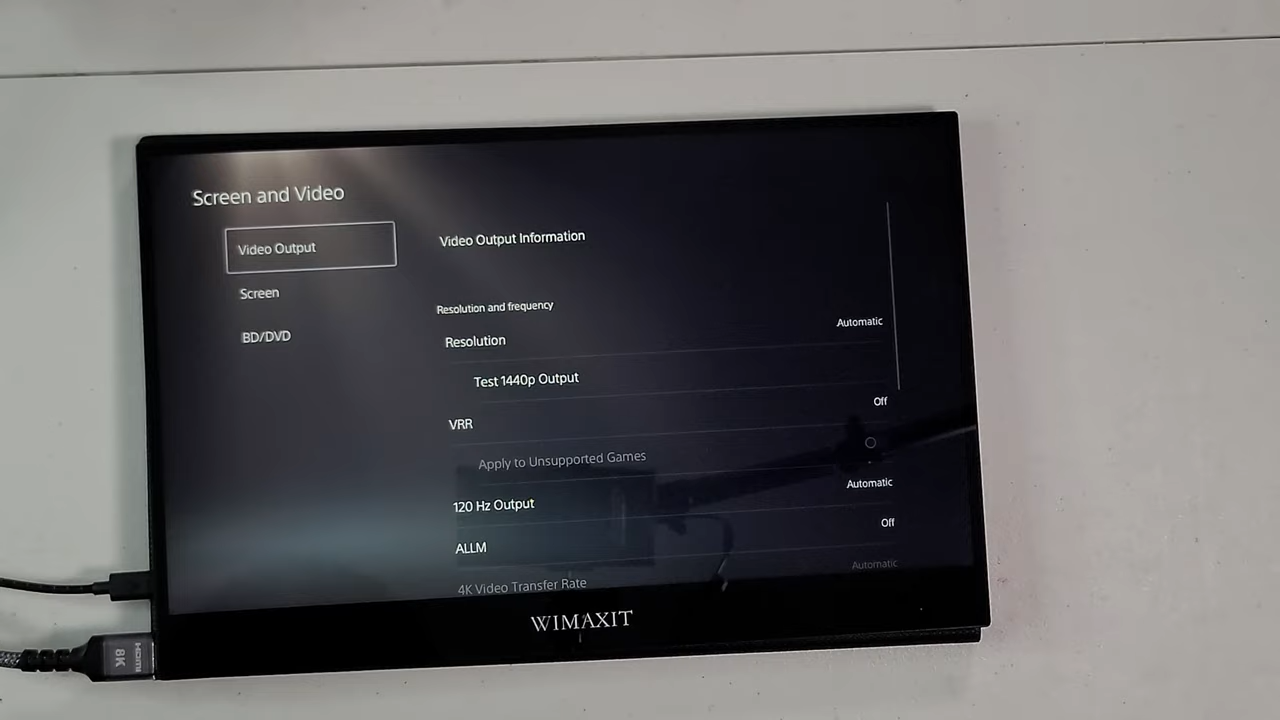 Screen and Video
Video Output
Screen
BD/DVD
Video Output Information
Resolution and frequency
Resolution Automatic
Test 1440p Output
VRR Off
Apply to Unsupported Games
120 Hz Output Automatic
ALLM Off
4K Video Transfer Rate Automatic
WIMAXIT
HDMI
8K